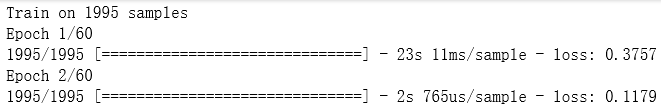 Train on 1995 samples
Epoch 1/60
1995/1995 [==============================] - 23s 11ms/sample - loss: 0.3757
Epoch 2/60
1995/1995 [==============================] - 2s 765us/sample - loss: 0.1179